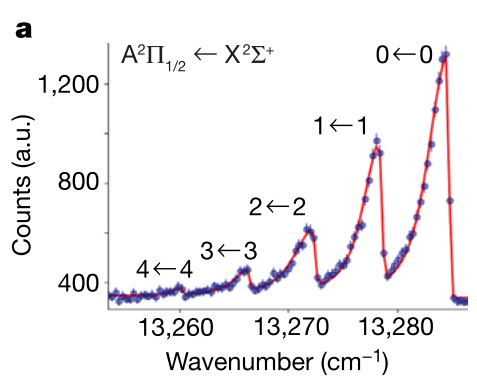 a
A²Π₁/₂ ← X²Σ⁺
0←0
1←1
2←2
3←3
4←4
1,200
800
400
Counts (a.u.)
13,260
13,270
13,280
Wavenumber (cm⁻¹)